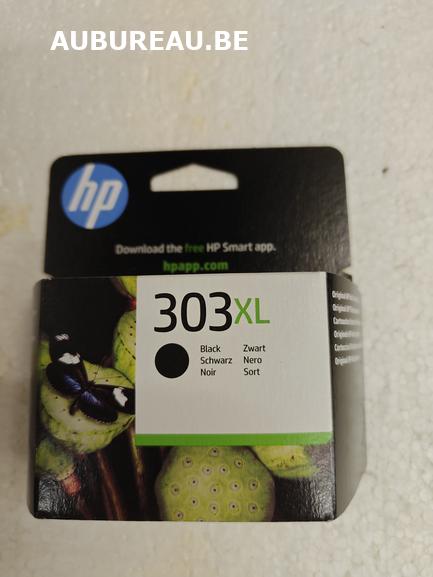 AUBUREAU.BE
hp
Download the free HP Smart app.
hpapp.com
303XL
Black Zwart
Schwarz Nero
Noir Sort